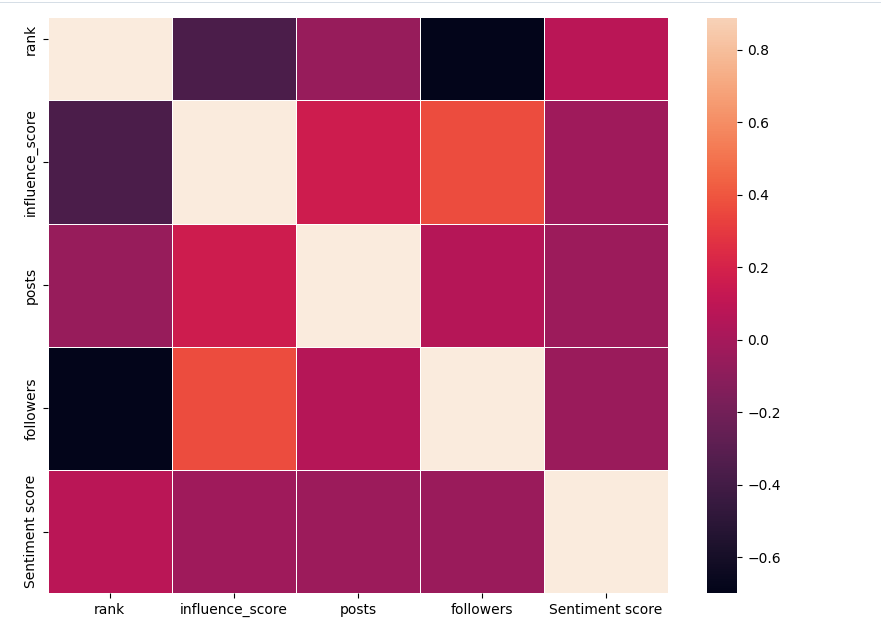 rank
influence_score
posts
followers
Sentiment score
rank
influence_score
posts
followers
Sentiment score
0.8
0.6
0.4
0.2
0.0
−0.2
−0.4
−0.6